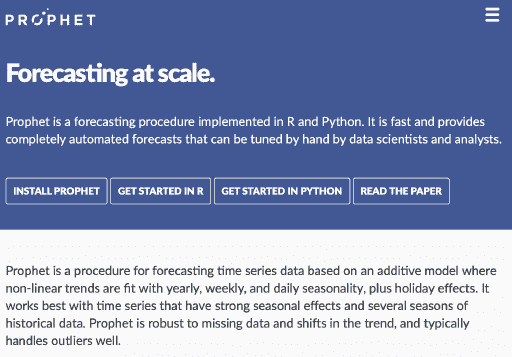 PROPHET
Forecasting at scale.
Prophet is a forecasting procedure implemented in R and Python. It is fast and provides
completely automated forecasts that can be tuned by hand by data scientists and analysts.
INSTALL PROPHET GET STARTED IN R GET STARTED IN PYTHON READ THE PAPER
Prophet is a procedure for forecasting time series data based on an additive model where
non-linear trends are fit with yearly, weekly, and daily seasonality, plus holiday effects. It
works best with time series that have strong seasonal effects and several seasons of
historical data. Prophet is robust to missing data and shifts in the trend, and typically
handles outliers well.